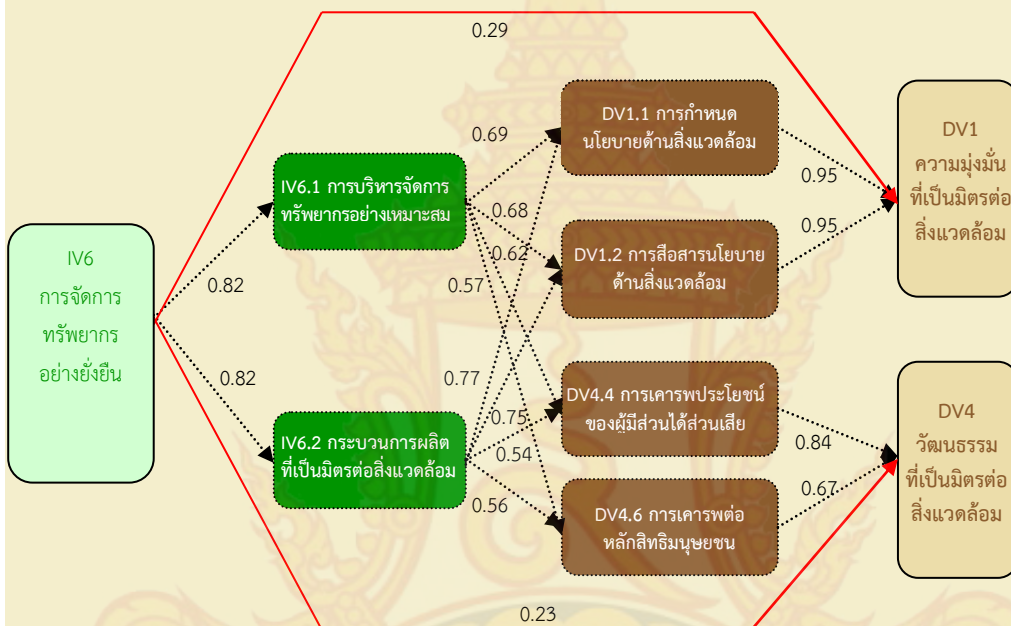 0.29
DV1.1 การกำหนด
นโยบายด้านสิ่งแวดล้อม
DV1
ความมุ่งมั่น
ที่เป็นมิตรต่อ
สิ่งแวดล้อม
0.69
0.95
IV6.1 การบริหารจัดการ
ทรัพยากรอย่างเหมาะสม
0.68
0.62
0.57
0.95
DV1.2 การสื่อสารนโยบาย
ด้านสิ่งแวดล้อม
IV6
การจัดการ
ทรัพยากร
อย่างยั่งยืน
0.82
0.82
0.77
0.75
0.54
0.56
DV4.4 การเคารพประโยชน์
ของผู้มีส่วนได้ส่วนเสีย
IV6.2 กระบวนการผลิต
ที่เป็นมิตรต่อสิ่งแวดล้อม
0.84
0.67
DV4
วัฒนธรรม
ที่เป็นมิตรต่อ
สิ่งแวดล้อม
DV4.6 การเคารพต่อ
หลักสิทธิมนุษยชน
0.23